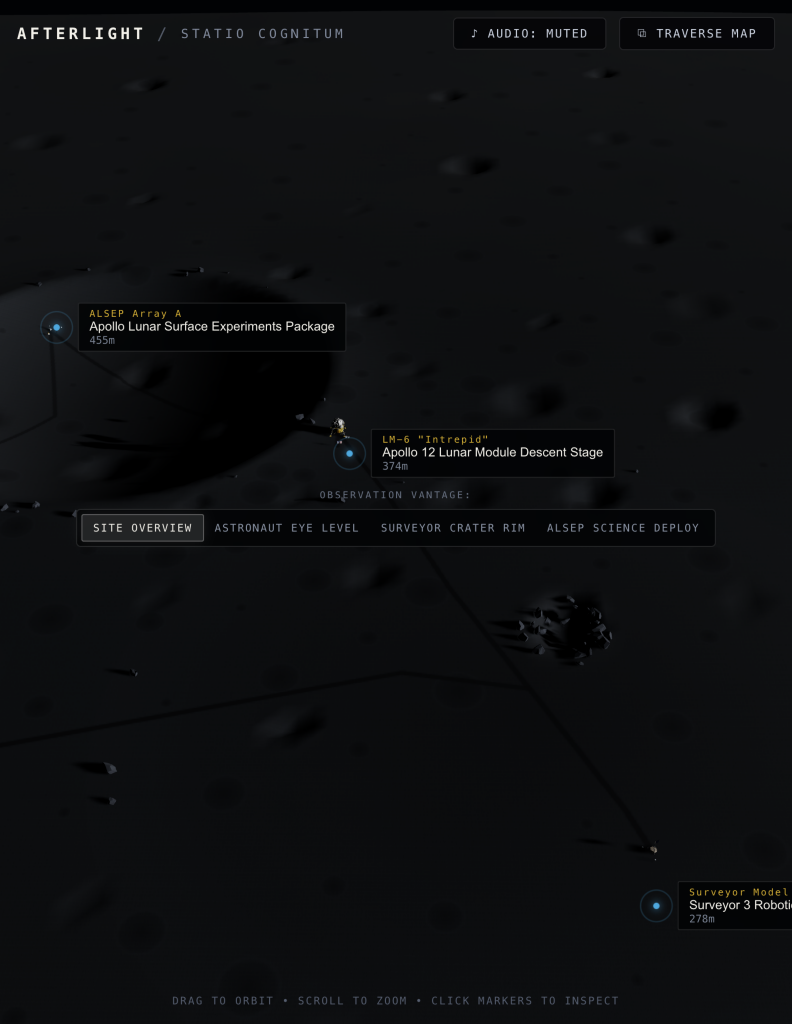 AFTERLIGHT / STATIO COGNITUM
♪ AUDIO: MUTED
TRAVERSE MAP
ALSEP Array A
Apollo Lunar Surface Experiments Package
455m
LM-6 "Intrepid"
Apollo 12 Lunar Module Descent Stage
374m
OBSERVATION VANTAGE:
SITE OVERVIEW ASTRONAUT EYE LEVEL SURVEYOR CRATER RIM ALSEP SCIENCE DEPLOY
Surveyor Model
Surveyor 3
278m
DRAG TO ORBIT • SCROLL TO ZOOM • CLICK MARKERS TO INSPECT